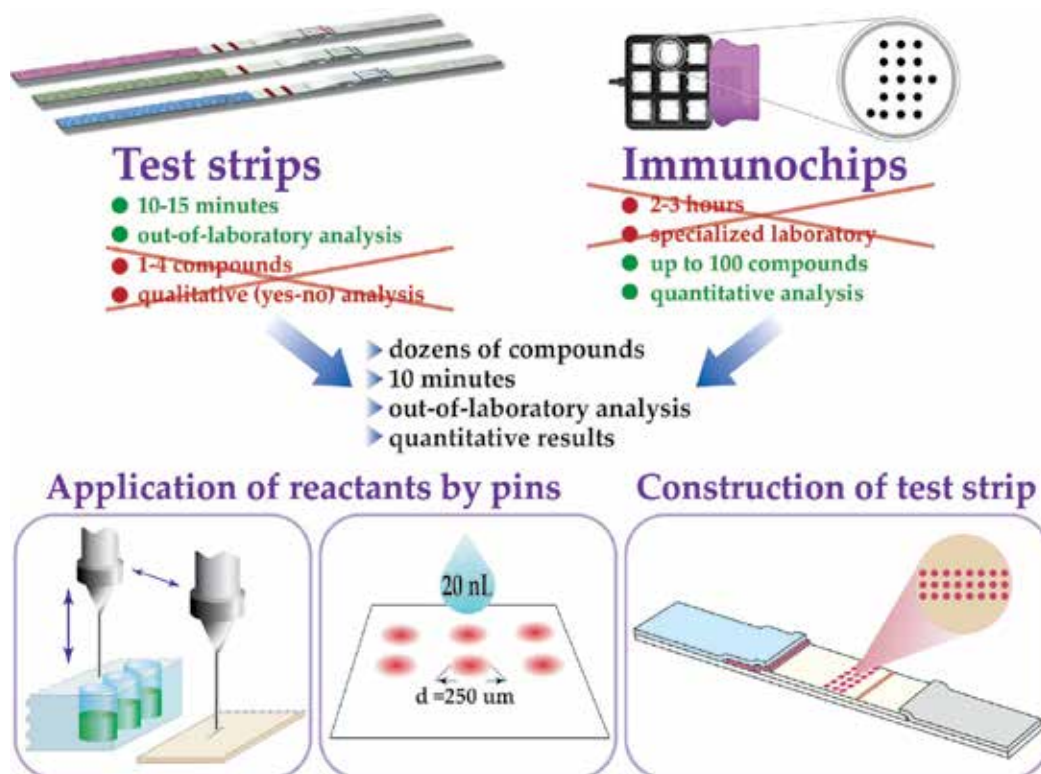 Test strips
10-15 minutes
out-of-laboratory analysis
1-4 compounds
qualitative (yes-no) analysis
Immunochips
2-3 hours
specialized laboratory
up to 100 compounds
quantitative analysis
dozens of compounds
10 minutes
out-of-laboratory analysis
quantitative results
Application of reactants by pins
20 nL
d =250 um
Construction of test strip